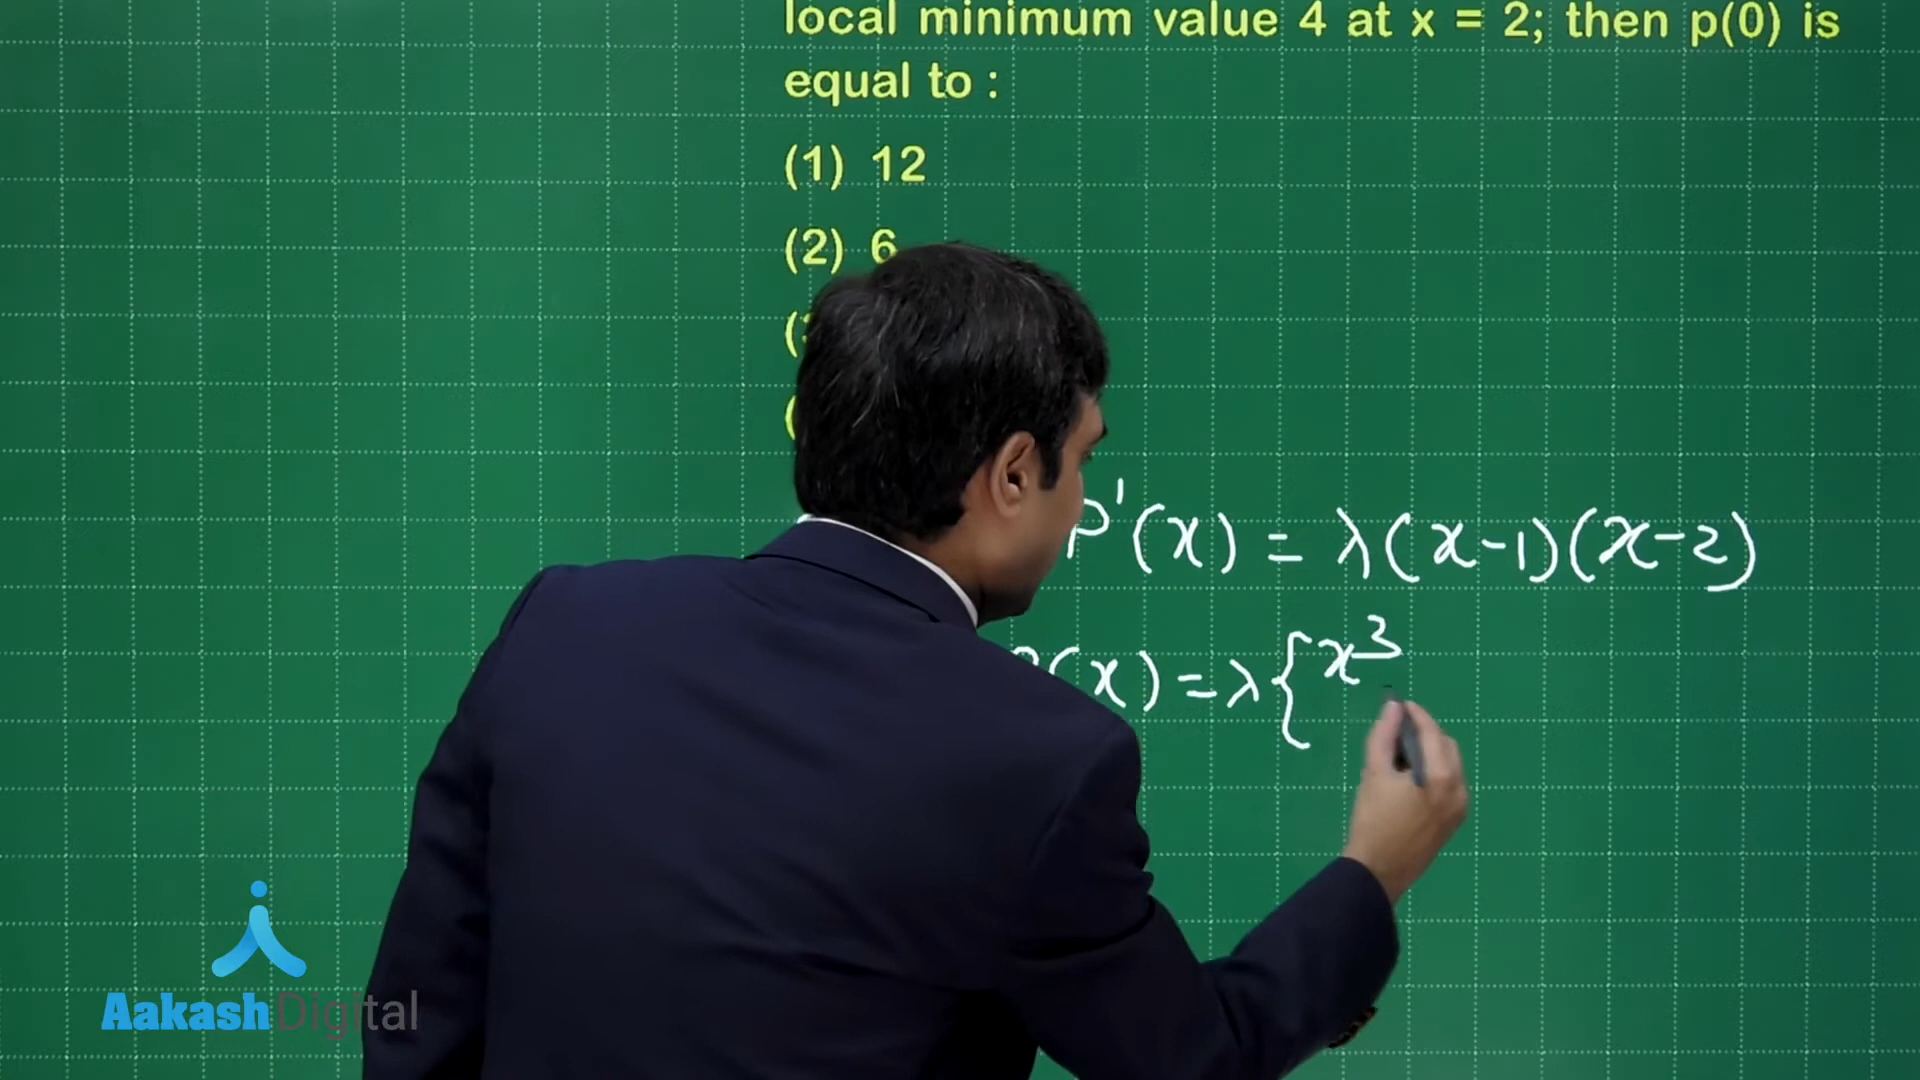 local minimum value 4 at x = 2; then p(0) is
equal to :
(1) 12
(2) 6
P'(x) = λ(x-1)(x-2)
(x) = λ{x³
Aakash Digital